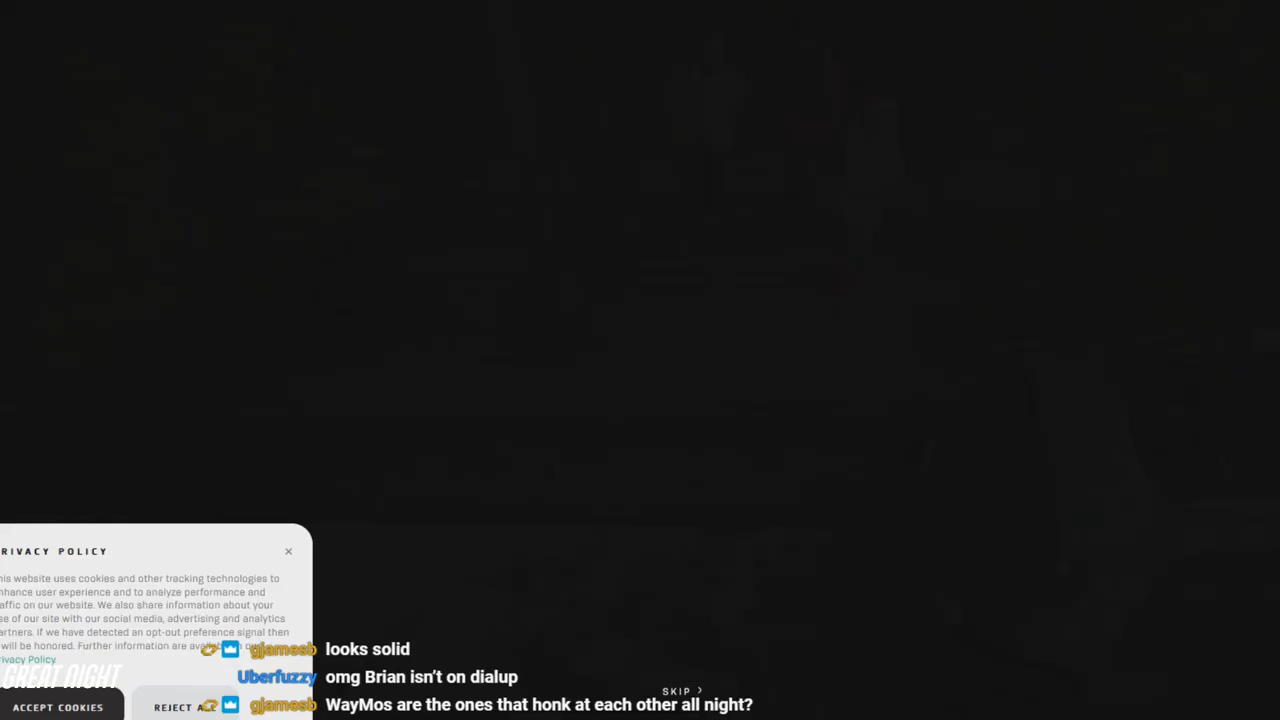 RIVACY POLICY ×
his website uses cookies and other tracking technologies to
nhance user experience and to analyze performance and
affic on our website. We also share information about your
se of our site with our social media, advertising and analytics
artners. If we have detected an opt-out preference signal then
will be honored. Further information are
rivacy Policy.
GREAT NIGHT
ACCEPT COOKIES
REJECT
gjamesb looks solid
Uberfuzzy omg Brian isn't on dialup
SKIP
gjamesb WayMos are the ones that honk at each other all night?